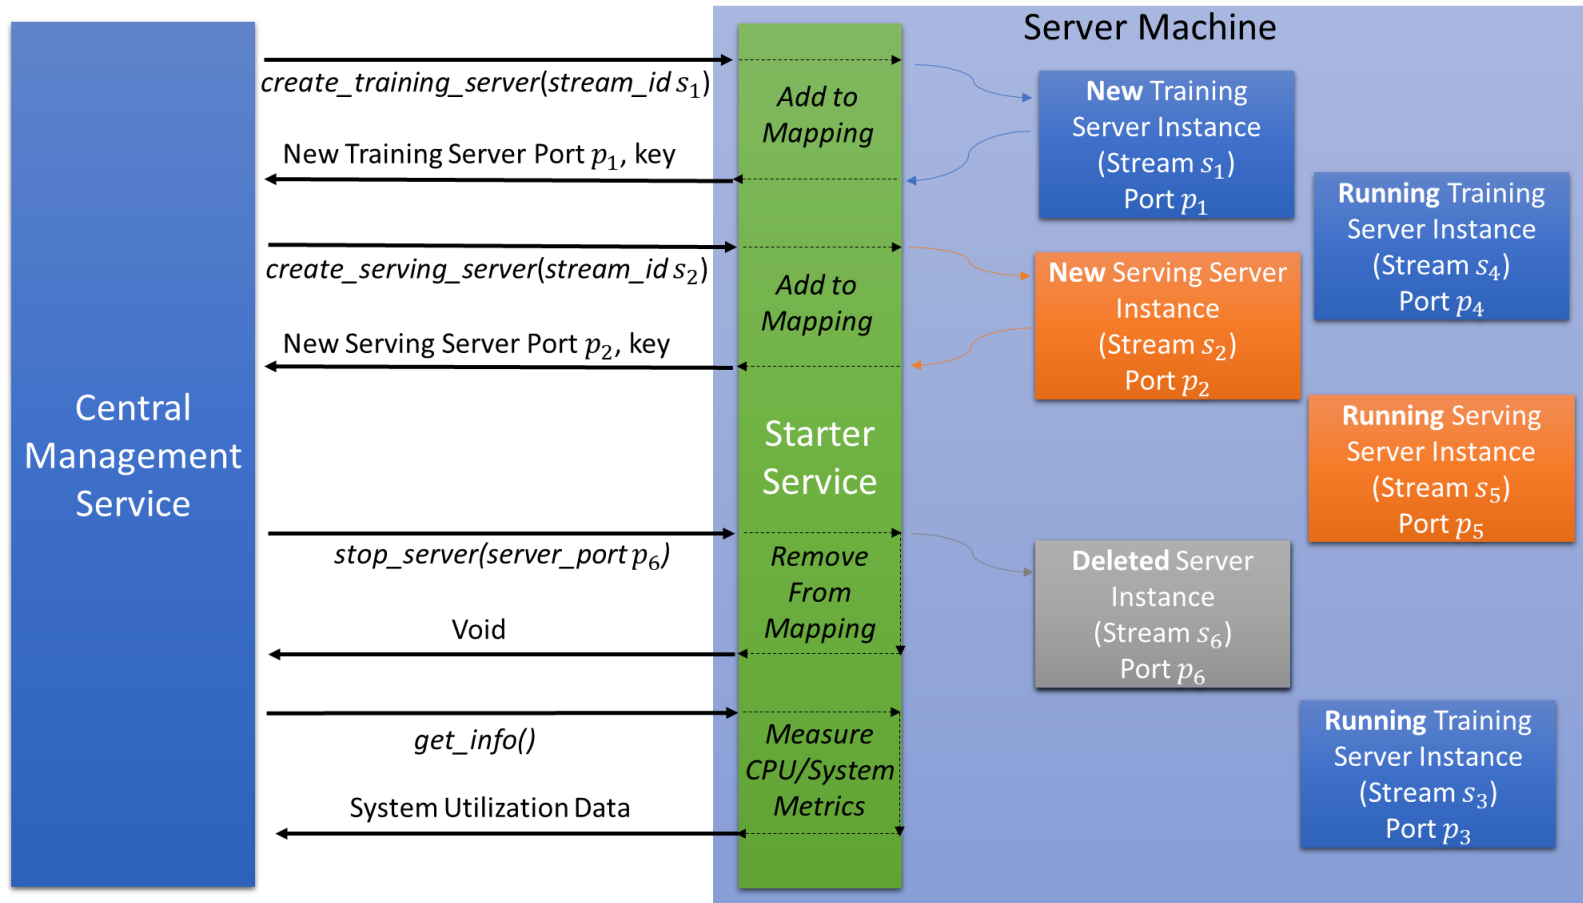 Server Machine
create_training_server(stream_id s₁)
Add to
Mapping
New Training Server Port p₁, key
New Training
Server Instance
(Stream s₁)
Port p₁
Running Training
Server Instance
(Stream s₄)
Port p₄
create_serving_server(stream_id s₂)
Add to
Mapping
New Serving Server Port p₂, key
New Serving Server
Instance
(Stream s₂)
Port p₂
Central
Management
Service
Starter
Service
Running Serving
Server Instance
(Stream s₅)
Port p₅
stop_server(server_port p₆)
Remove
From
Mapping
Void
Deleted Server
Instance
(Stream s₆)
Port p₆
get_info()
Measure
CPU/System
Metrics
System Utilization Data
Running Training
Server Instance
(Stream s₃)
Port p₃